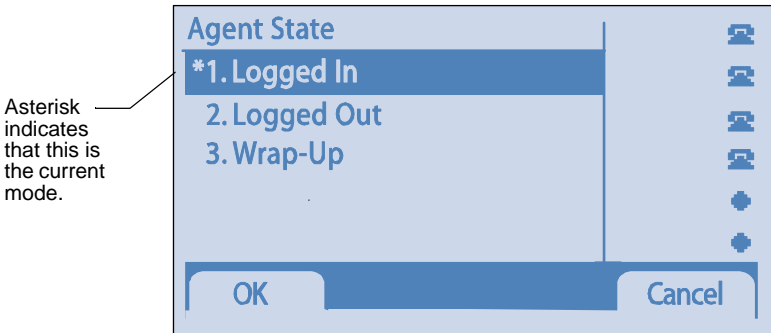 Agent State
*1. Logged In
2. Logged Out
3. Wrap-Up
OK
Cancel
Asterisk
indicates
that this is
the current
mode.